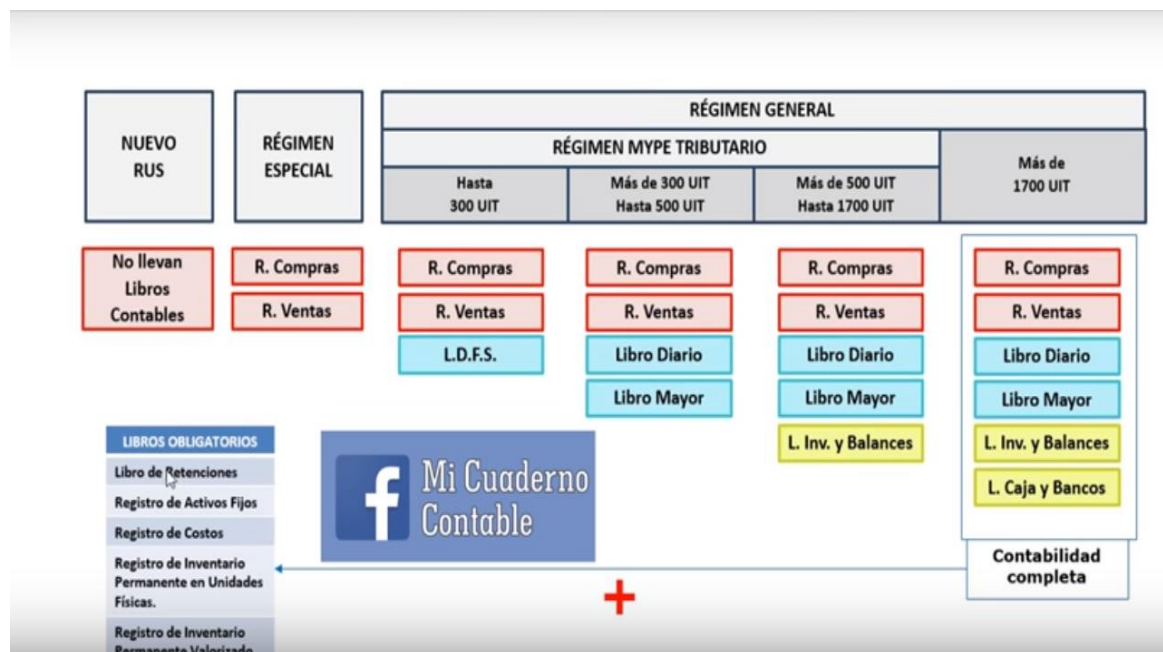 NUEVO
RUS
RÉGIMEN
ESPECIAL
RÉGIMEN GENERAL
RÉGIMEN MYPE TRIBUTARIO
Hasta
300 UIT
Más de 300 UIT
Hasta 500 UIT
Más de 500 UIT
Hasta 1700 UIT
Más de
1700 UIT
No llevan
Libros
Contables
R. Compras
R. Ventas
R. Compras
R. Ventas
L.D.F.S.
R. Compras
R. Ventas
Libro Diario
Libro Mayor
R. Compras
R. Ventas
Libro Diario
Libro Mayor
L. Inv. y Balances
R. Compras
R. Ventas
Libro Diario
Libro Mayor
L. Inv. y Balances
L. Caja y Bancos
Contabilidad
completa
LIBROS OBLIGATORIOS
Libro de Retenciones
Registro de Activos Fijos
Registro de Costos
Registro de Inventario
Permanente en Unidades
Físicas.
Registro de Inventario
Permanente Valorizado
f Mi Cuaderno
Contable
+